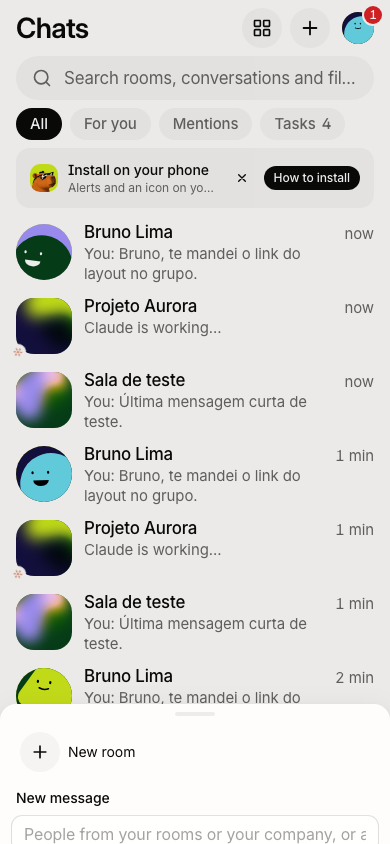 Chats
1
Search rooms, conversations and fil...
All
For you
Mentions
Tasks 4
Install on your phone
Alerts and an icon on yo...
How to install
Bruno Lima
now
You: Bruno, te mandei o link do
layout no grupo.
Projeto Aurora
now
Claude is working...
Sala de teste
now
You: Última mensagem curta de
teste.
Bruno Lima
1 min
You: Bruno, te mandei o link do
layout no grupo.
Projeto Aurora
1 min
Claude is working...
Sala de teste
1 min
You: Última mensagem curta de
teste.
Bruno Lima
2 min
You: Bruno, te mandei o link do
New room
New message
People from your rooms or your company, or a